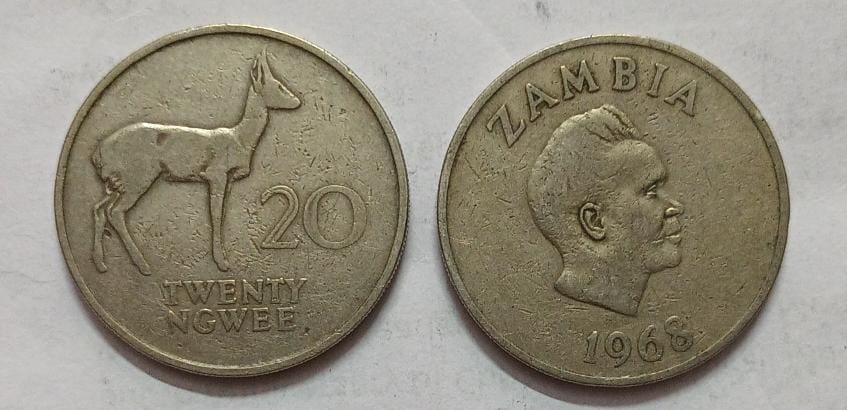 20
TWENTY
NGWEE
ZAMBIA
1968